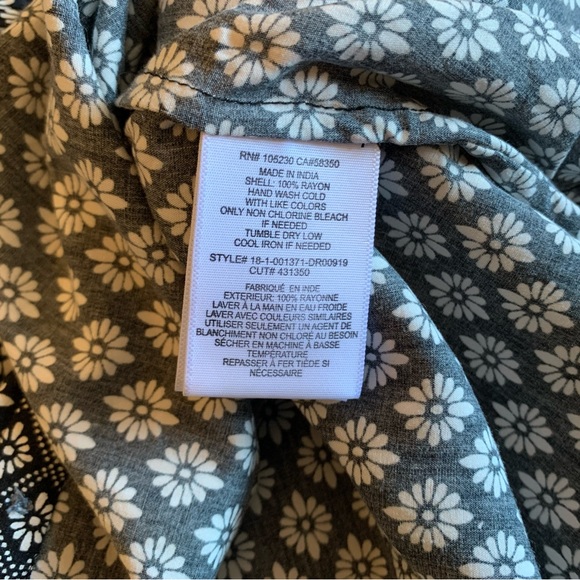 RN# 105230 CA#58350
MADE IN INDIA
SHELL: 100% RAYON
HAND WASH COLD
WITH LIKE COLORS
ONLY NON CHLORINE BLEACH
IF NEEDED
TUMBLE DRY LOW
COOL IRON IF NEEDED
STYLE# 18-1-001371-DR00919
CUT# 431350
FABRIQUÉ EN INDE
EXTERIEUR: 100% RAYONNE
LAVER À LA MAIN EN EAU FROIDE
LAVER AVEC COULEURS SIMILAIRES
UTILISER SEULEMENT UN AGENT DE
BLANCHIMENT NON CHLORÉ AU BESOIN
SÉCHER EN MACHINE À BASSE
TEMPÉRATURE
REPASSER À FER TIÈDE SI
NÉCESSAIRE